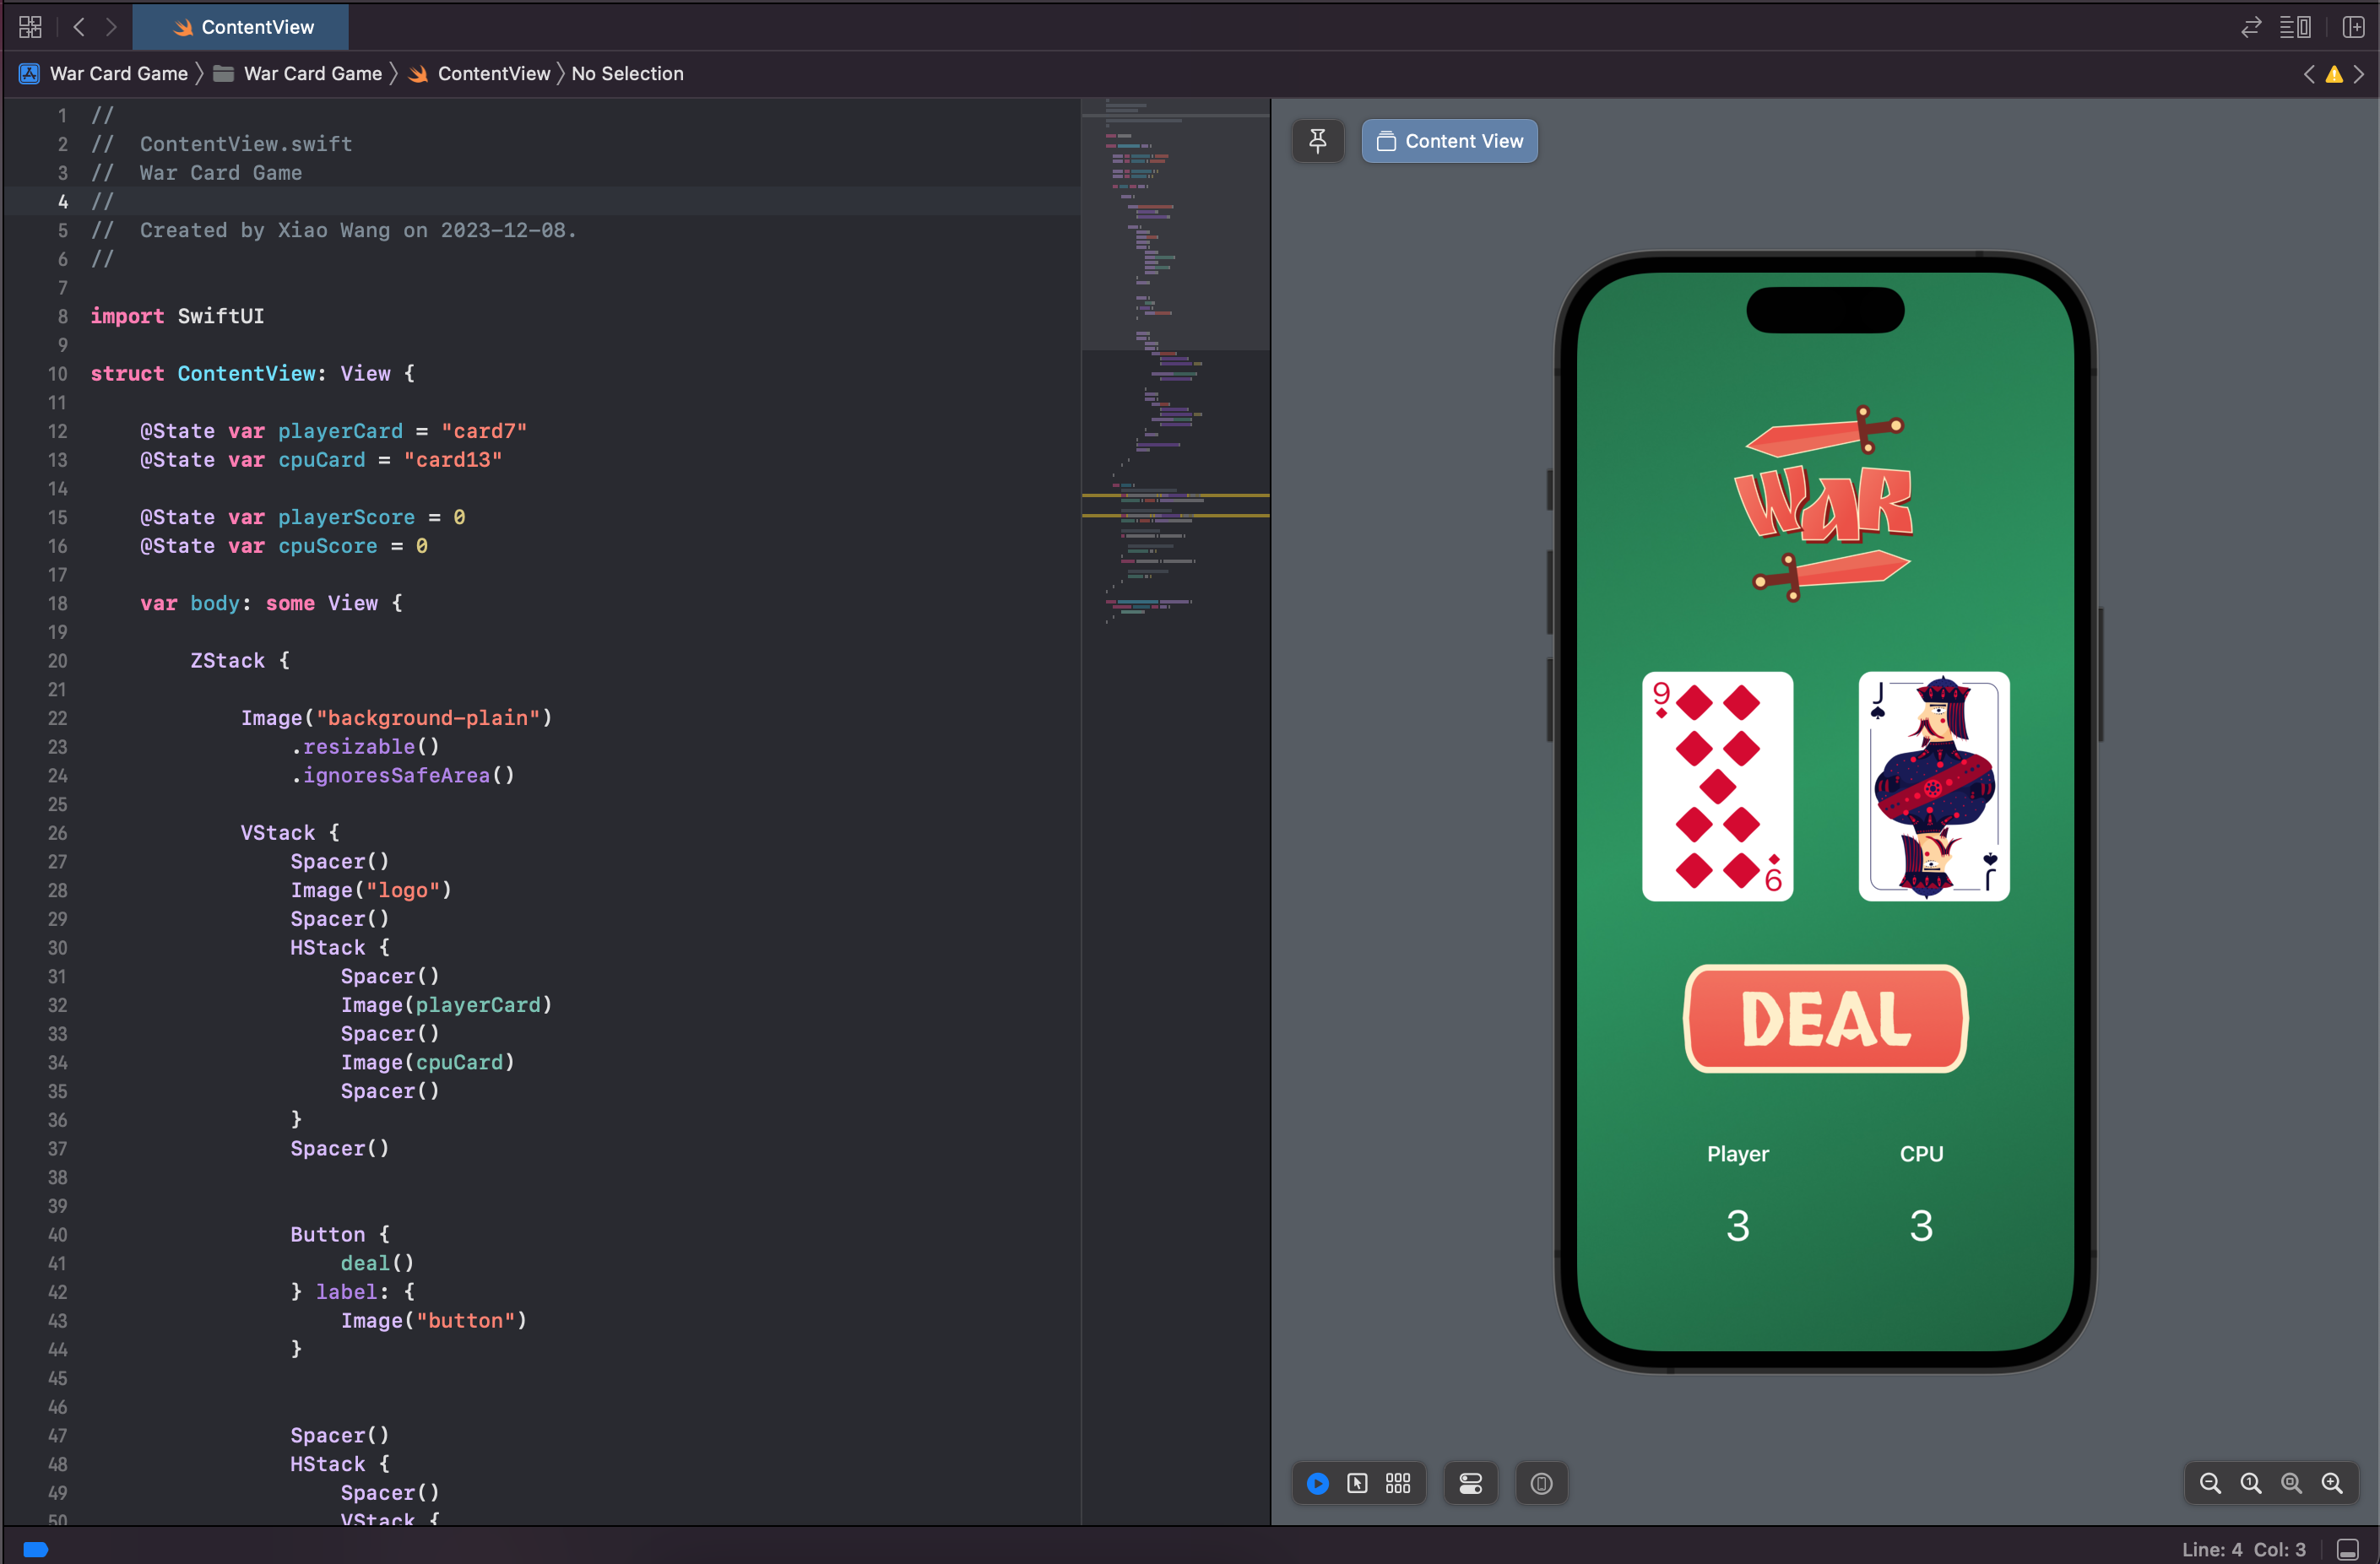 ContentView
War Card Game 〉 War Card Game 〉 ContentView 〉 No Selection
1 //
2 //  ContentView.swift
3 //  War Card Game
4 //
5 //  Created by Xiao Wang on 2023-12-08.
6 //
7
8 import SwiftUI
9
10 struct ContentView: View {
11
12     @State var playerCard = "card7"
13     @State var cpuCard = "card13"
14
15     @State var playerScore = 0
16     @State var cpuScore = 0
17
18     var body: some View {
19
20         ZStack {
21
22             Image("background-plain")
23                 .resizable()
24                 .ignoresSafeArea()
25
26             VStack {
27                 Spacer()
28                 Image("logo")
29                 Spacer()
30                 HStack {
31                     Spacer()
32                     Image(playerCard)
33                     Spacer()
34                     Image(cpuCard)
35                     Spacer()
36                 }
37                 Spacer()
38
39
40                 Button {
41                     deal()
42                 } label: {
43                     Image("button")
44                 }
45
46
47                 Spacer()
48                 HStack {
49                     Spacer()
50                     VStack {
Content View
WAR
9 J
9 J
DEAL
Player CPU
3 3
Line: 4 Col: 3